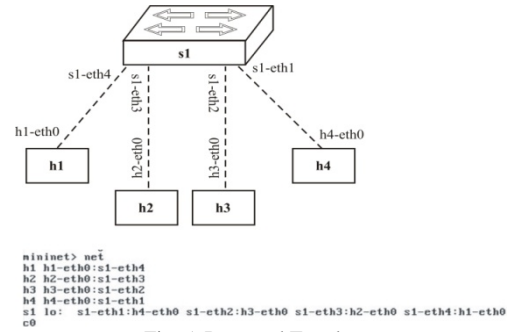 s1
s1-eth4
s1-eth3
s1-eth2
s1-eth1
h1-eth0
h2-eth0
h3-eth0
h4-eth0
h1
h2
h3
h4
mininet> net
h1 h1-eth0:s1-eth4
h2 h2-eth0:s1-eth3
h3 h3-eth0:s1-eth2
h4 h4-eth0:s1-eth1
s1 lo:  s1-eth1:h4-eth0 s1-eth2:h3-eth0 s1-eth3:h2-eth0 s1-eth4:h1-eth0
c0